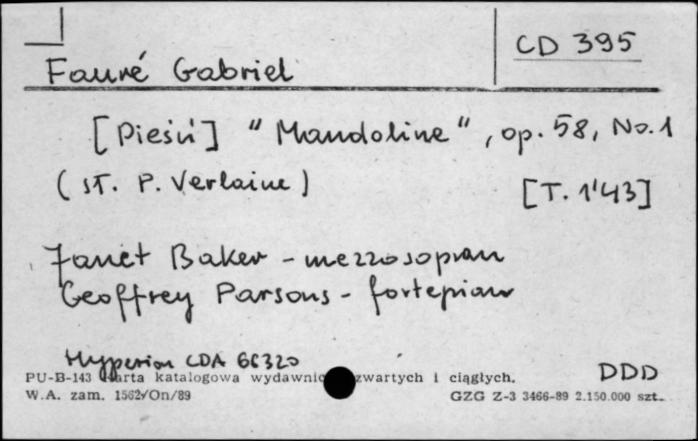 CD 395
Fauré Gabriel
[Pieśń] "Mandoline", op. 58, No. 1
(sł. P. Verlaine) [T. 1'43]
Janet Baker - mezzosopran
Geoffrey Parsons - fortepian
Hyperion CDA 66320
DDD
PU-B-143 Karta katalogowa wydawnic zwartych i ciągłych.
W.A. zam. 1562/On/89 GZG Z-3 3466-89 2.150.000 szt.